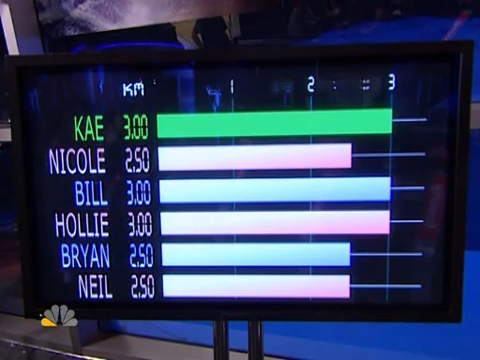 KM 1 2 3
KAE 3.00
NICOLE 2.50
BILL 3.00
HOLLIE 3.00
BRYAN 2.50
NEIL 2.50